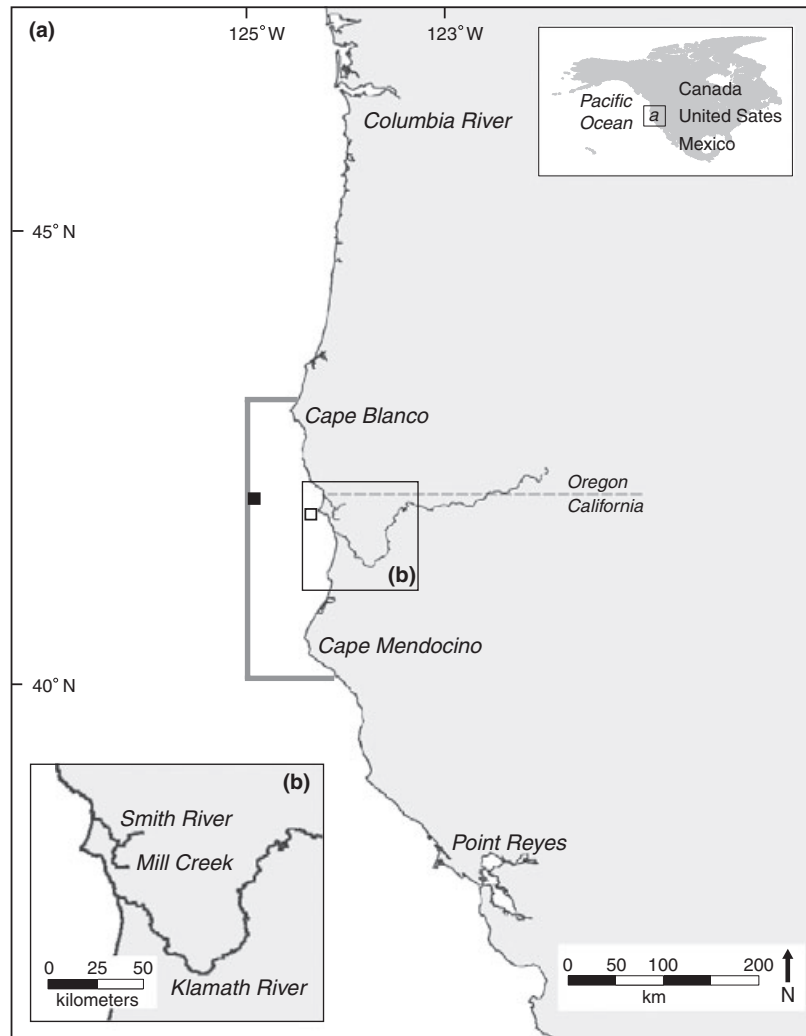 (a)
125°W
123°W
Columbia River
Pacific
Ocean
a
Canada
United Sates
Mexico
45°N
Cape Blanco
Oregon
California
(b)
Cape Mendocino
40°N
(b)
Smith River
Mill Creek
Klamath River
0 25 50
kilometers
Point Reyes
0 50 100 200
km
N